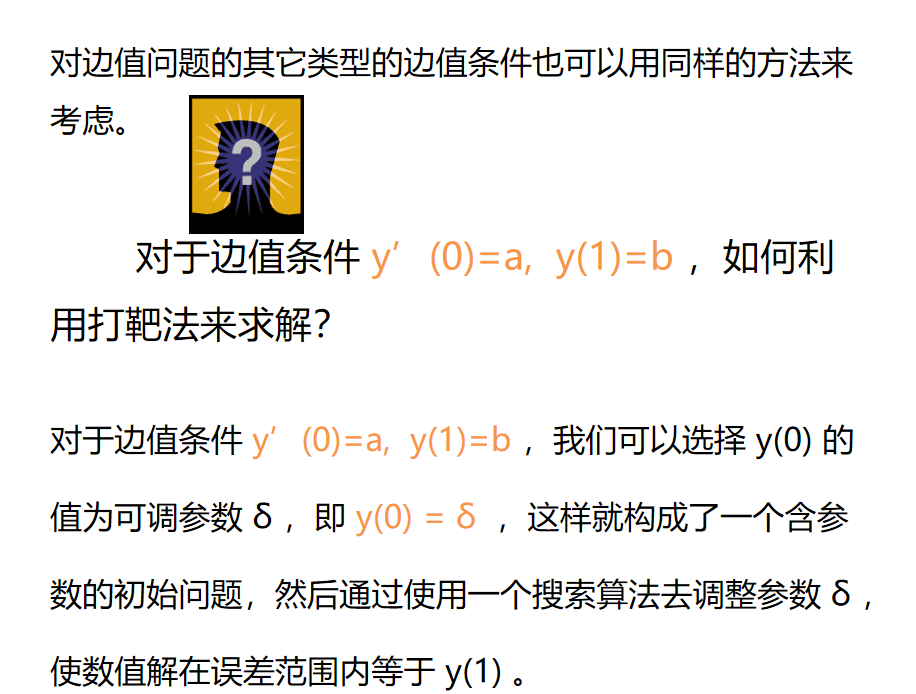 对边值问题的其它类型的边值条件也可以用同样的方法来
考虑。
?
对于边值条件 y′(0)=a, y(1)=b ，如何利
用打靶法来求解？
对于边值条件 y′(0)=a, y(1)=b ，我们可以选择 y(0) 的
值为可调参数 δ ，即 y(0) = δ ，这样就构成了一个含参
数的初始问题，然后通过使用一个搜索算法去调整参数 δ ，
使数值解在误差范围内等于 y(1) 。